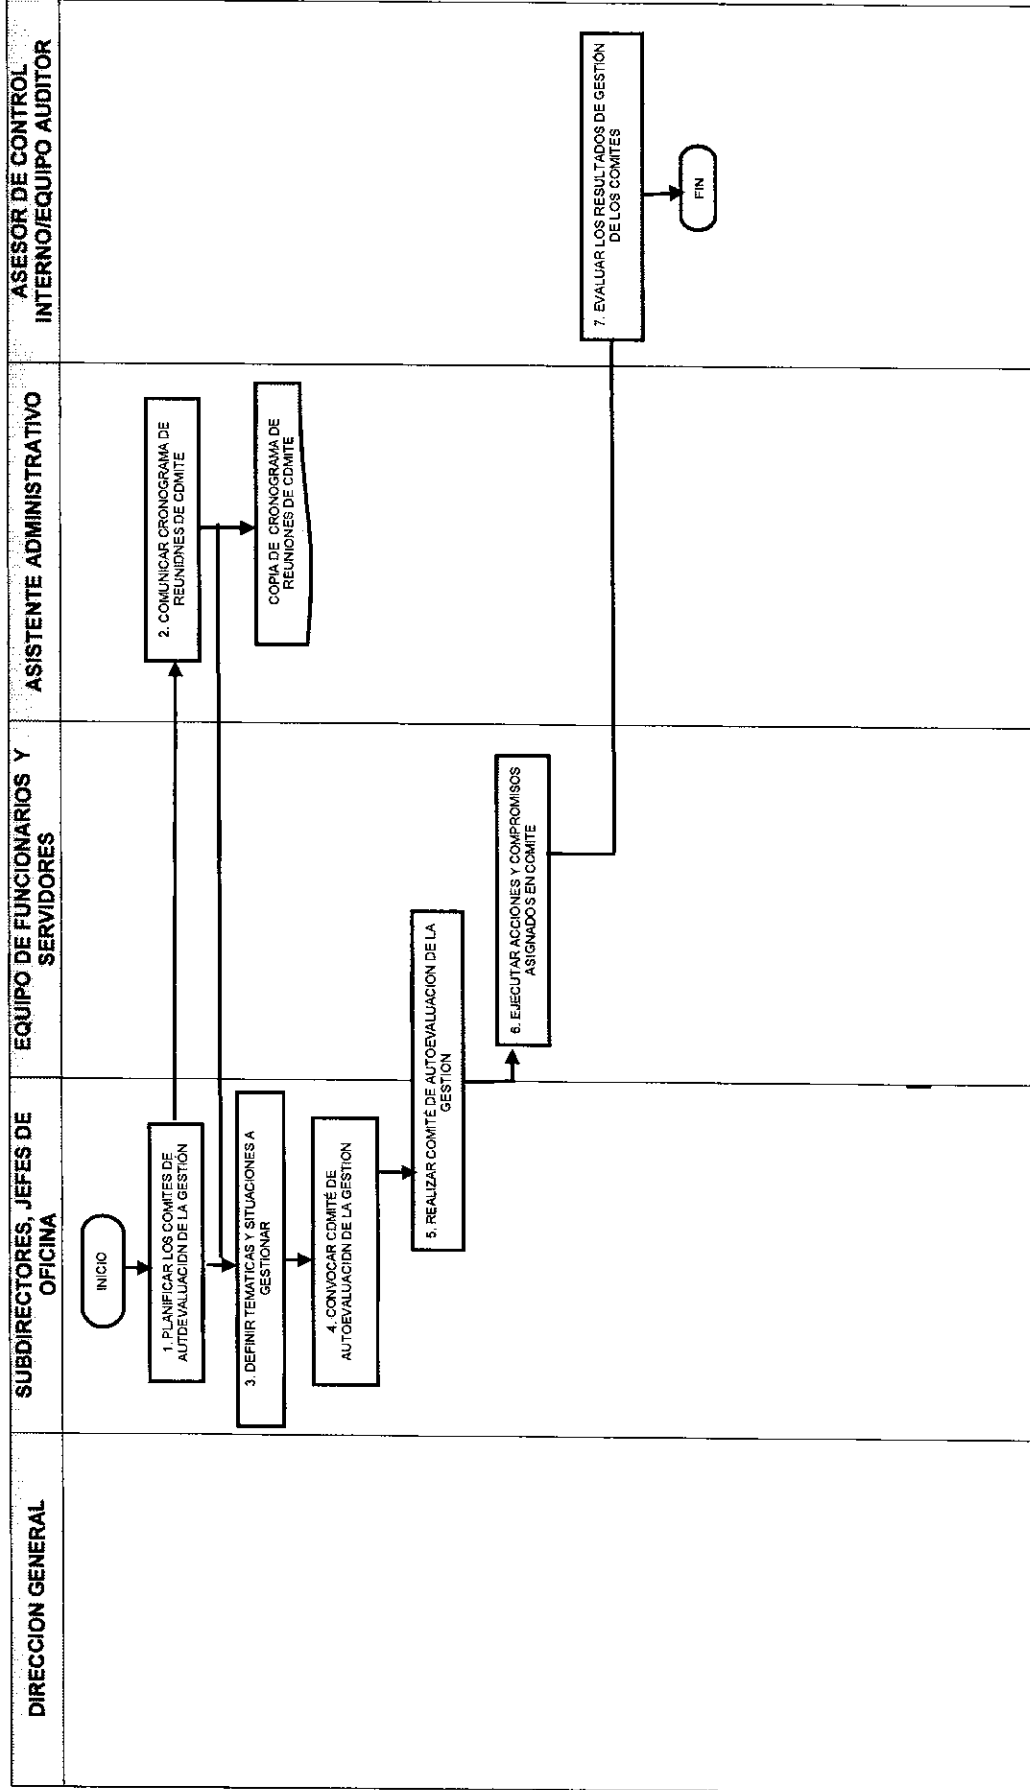 DIRECCION GENERAL
SUBDIRECTORES, JEFES DE
OFICINA
EQUIPO DE FUNCIONARIOS Y
SERVIDORES
ASISTENTE ADMINISTRATIVO
ASESOR DE CONTROL
INTERNO/EQUIPO AUDITOR
INICIO
1. PLANIFICAR LOS COMITES DE
AUTDEVALUACIDN DE LA GESTIÓN
2. COMUNICAR CRONOGRAMA DE
REUNIDNES DE CDMITE
COPIA DE CRONOGRAMA DE
REUNIONES DE CDMITE
3. DEFINIR TEMATICAS Y SITUACIONES A
GESTIONAR
4. CONVOCAR CDMITÉ DE
AUTOEVALUACIDN DE LA GESTION
5. REALIZAR COMITÉ DE AUTOEVALUACION DE LA
GESTION
6. EJECUTAR ACCIONES Y COMPROMISOS
ASIGNADOS EN COMITE
7. EVALUAR LOS RESULTADOS DE GESTIÓN
DE LOS COMITES
FIN